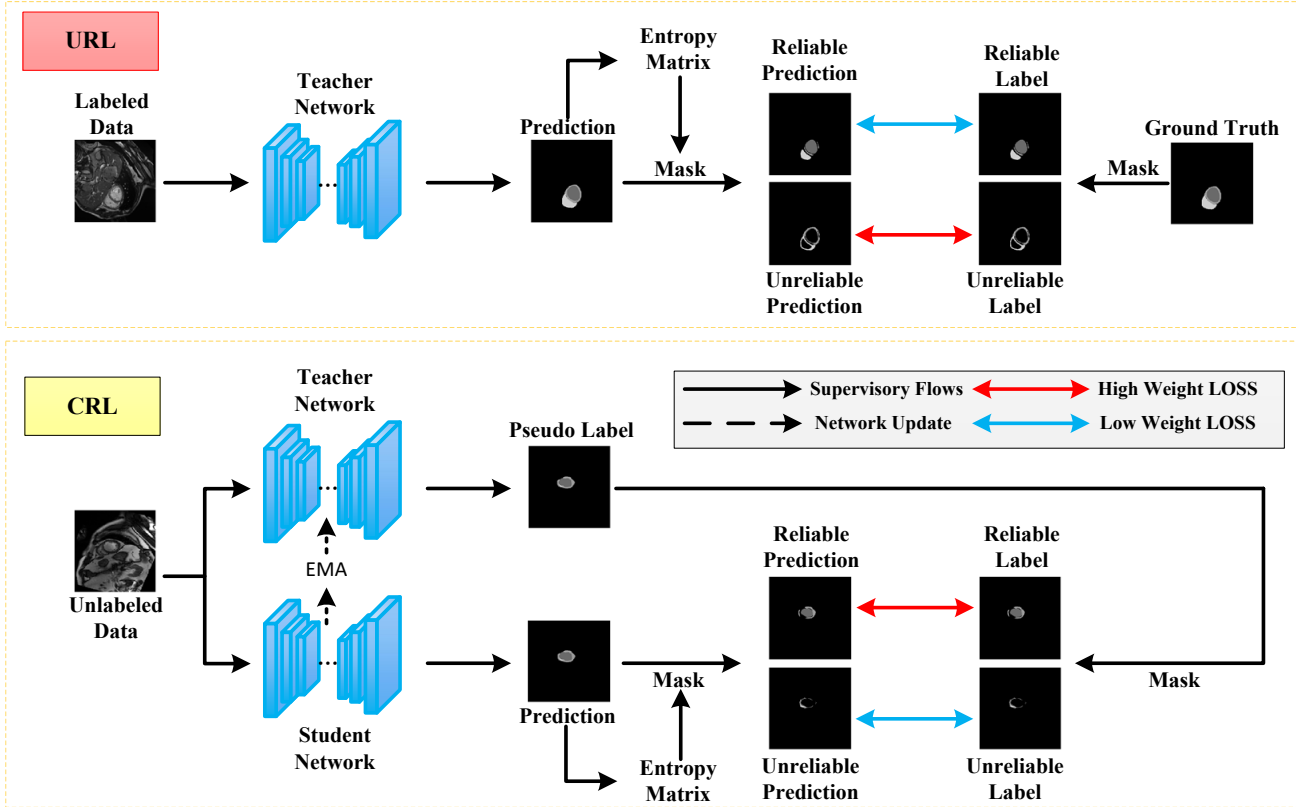 URL
Labeled
Data
Teacher
Network
Prediction
Entropy
Matrix
Mask
Reliable
Prediction
Unreliable
Prediction
Reliable
Label
Unreliable
Label
Mask
Ground Truth
CRL
Unlabeled
Data
Teacher
Network
EMA
Student
Network
Pseudo Label
Prediction
Mask
Entropy
Matrix
Supervisory Flows
High Weight LOSS
Network Update
Low Weight LOSS
Reliable
Prediction
Unreliable
Prediction
Reliable
Label
Unreliable
Label
Mask